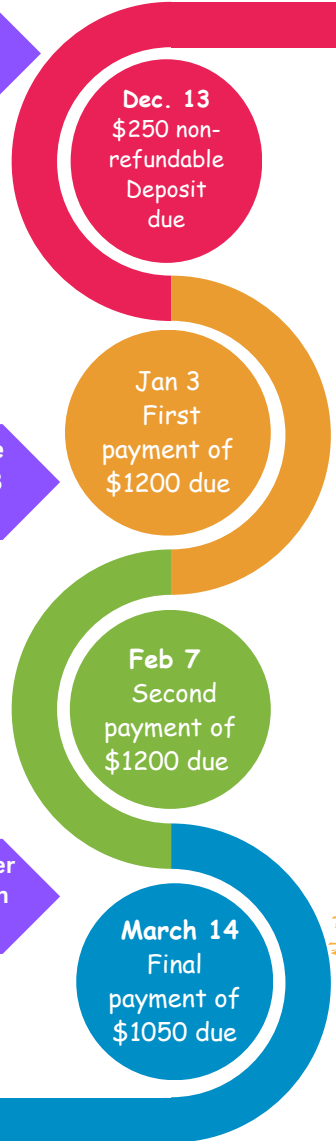 Dec. 13
$250 non-
refundable
Deposit
due
Jan 3
First
payment of
$1200 due
Feb 7
Second
payment of
$1200 due
March 14
Final
payment of
$1050 due